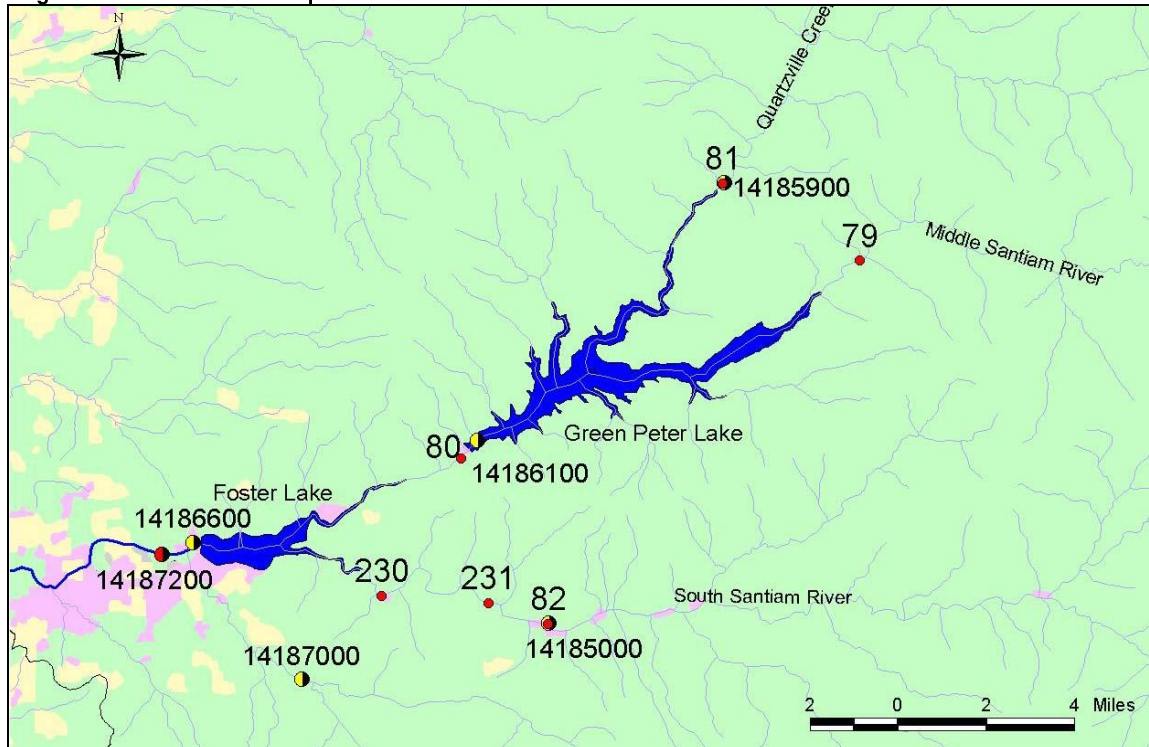 N
Quartzville Creek
81
14185900
79
Middle Santiam River
Green Peter Lake
80
14186100
Foster Lake
14186600
14187200
230
231
82
South Santiam River
14185000
14187000
2 0 2 4 Miles